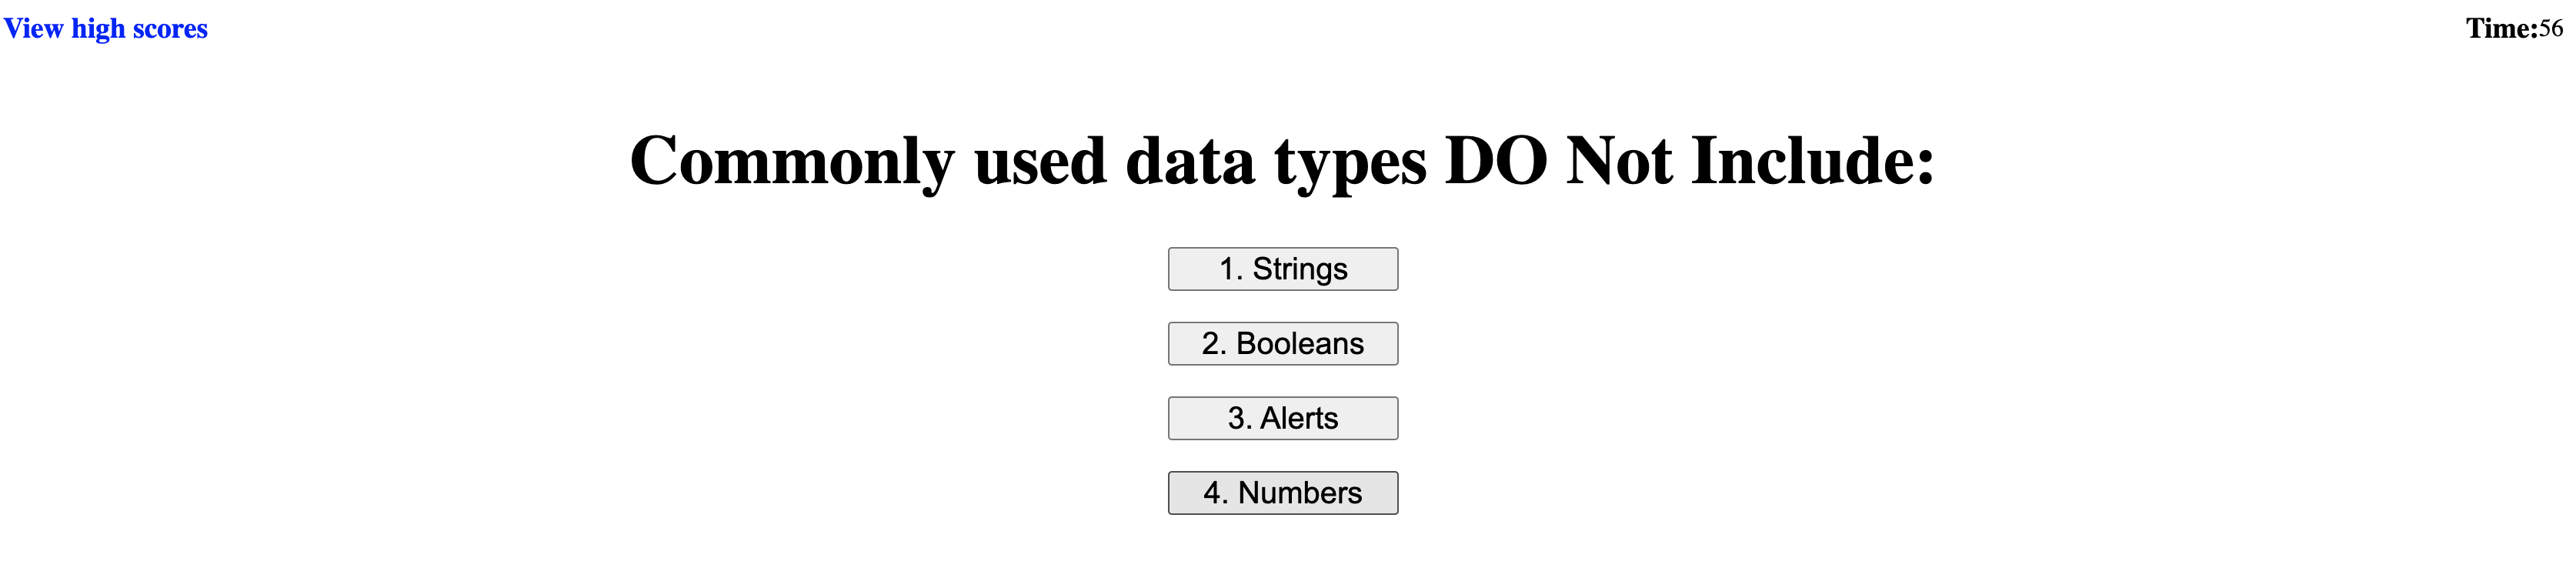 View high scores
Time:56
Commonly used data types DO Not Include:
1. Strings
2. Booleans
3. Alerts
4. Numbers